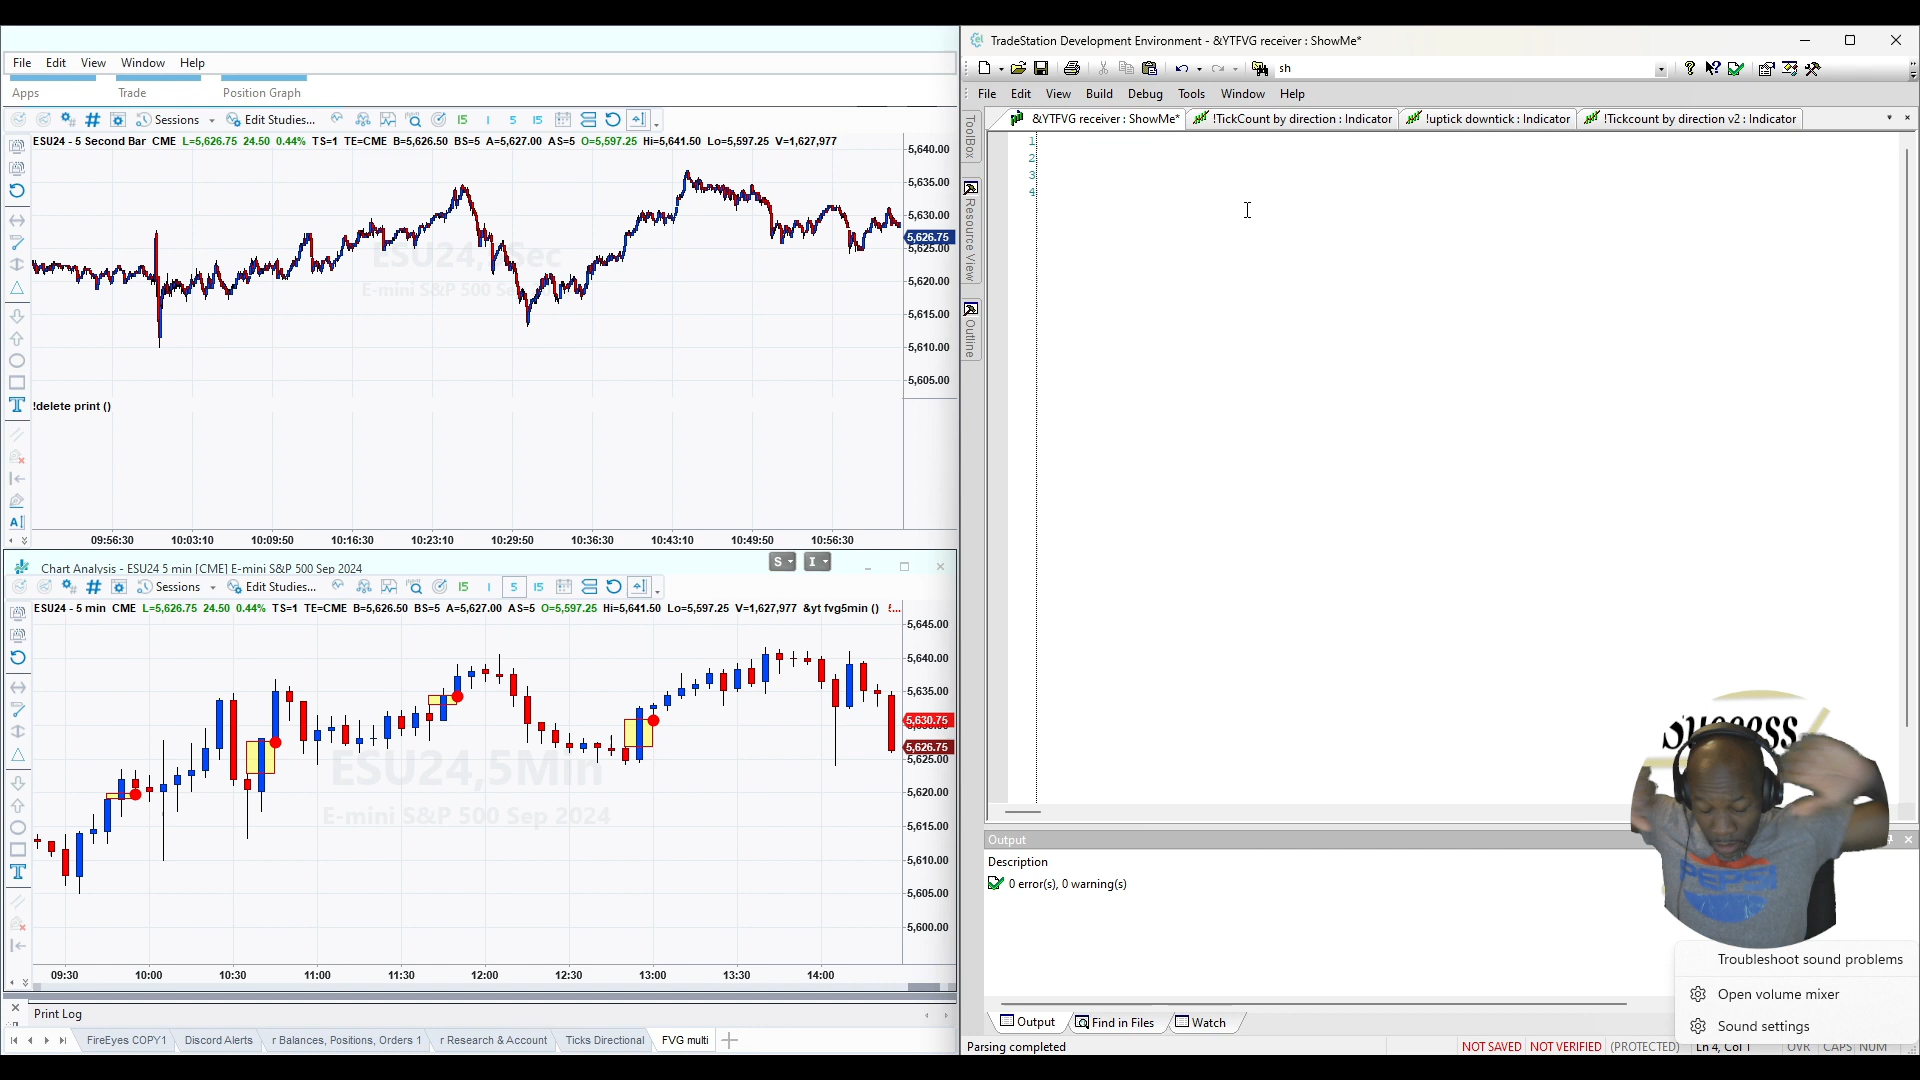 File Edit View Window Help
Apps Trade Position Graph
Sessions Edit Studies... 15 1 5 15
ESU24 - 5 Second Bar CME L=5,626.75 24.50 0.44% TS=1 TE=CME B=5,626.50 BS=5 A=5,627.00 AS=5 O=5,597.25 Hi=5,641.50 Lo=5,597.25 V=1,627,977
5,640.00
5,635.00
5,630.00
5,626.75
5,625.00
5,620.00
5,615.00
5,610.00
5,605.00
E-mini S&P 500 Se
!delete print ()
09:56:30 10:03:10 10:09:50 10:16:30 10:23:10 10:29:50 10:36:30 10:43:10 10:49:50 10:56:30
Chart Analysis - ESU24 5 min [CME] E-mini S&P 500 Sep 2024
S I
Sessions Edit Studies... 15 1 5 15
ESU24 - 5 min CME L=5,626.75 24.50 0.44% TS=1 TE=CME B=5,626.50 BS=5 A=5,627.00 AS=5 O=5,597.25 Hi=5,641.50 Lo=5,597.25 V=1,627,977 &yt fvg5min ()
5,645.00
5,640.00
5,635.00
5,630.75
5,626.75
5,625.00
5,620.00
5,615.00
5,610.00
5,605.00
5,600.00
ESU24,5Min
E-mini S&P 500 Sep 2024
09:30 10:00 10:30 11:00 11:30 12:00 12:30 13:00 13:30 14:00
Print Log
FireEyes COPY1 Discord Alerts r Balances, Positions, Orders 1 r Research & Account Ticks Directional FVG multi
TradeStation Development Environment - &YTFVG receiver : ShowMe*
sh
File Edit View Build Debug Tools Window Help
&YTFVG receiver : ShowMe* !TickCount by direction : Indicator !uptick downtick : Indicator !Tickcount by direction v2 : Indicator
ToolBox
Resource View
Outline
1
2
3
4
success
PEPSI
Output
Description
0 error(s), 0 warning(s)
Troubleshoot sound problems
Open volume mixer
Sound settings
Output Find in Files Watch
Parsing completed NOT SAVED NOT VERIFIED (PROTECTED) Ln 4, Col 1 OVR CAPS NUM